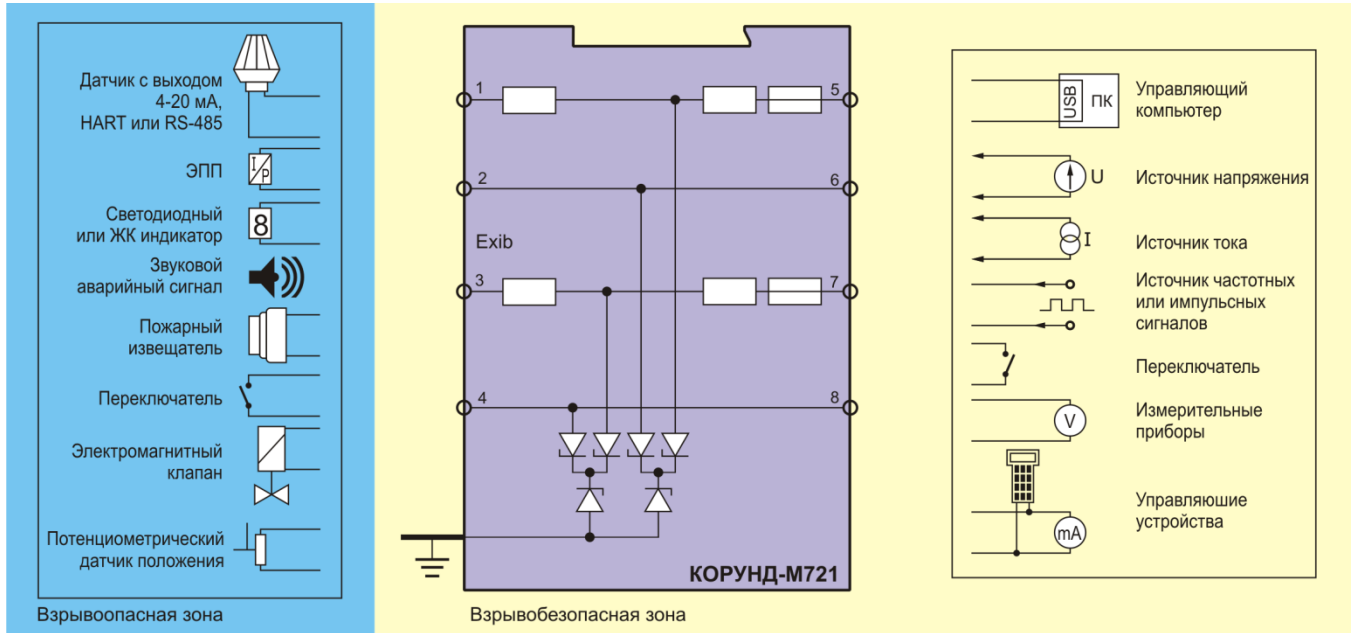 Датчик с выходом
4-20 мА,
HART или RS-485
ЭПП
I/P
Светодиодный
или ЖК индикатор
8
Звуковой
аварийный сигнал
Пожарный
извещатель
Переключатель
Электромагнитный
клапан
Потенциометрический
датчик положения
Взрывоопасная зона
1
5
2
6
Exib
3
7
4
8
КОРУНД-М721
Взрывобезопасная зона
USB
ПК
Управляющий
компьютер
U
Источник напряжения
I
Источник тока
Источник частотных
или импульсных
сигналов
Переключатель
V
Измерительные
приборы
Управляюшие
устройства
mA